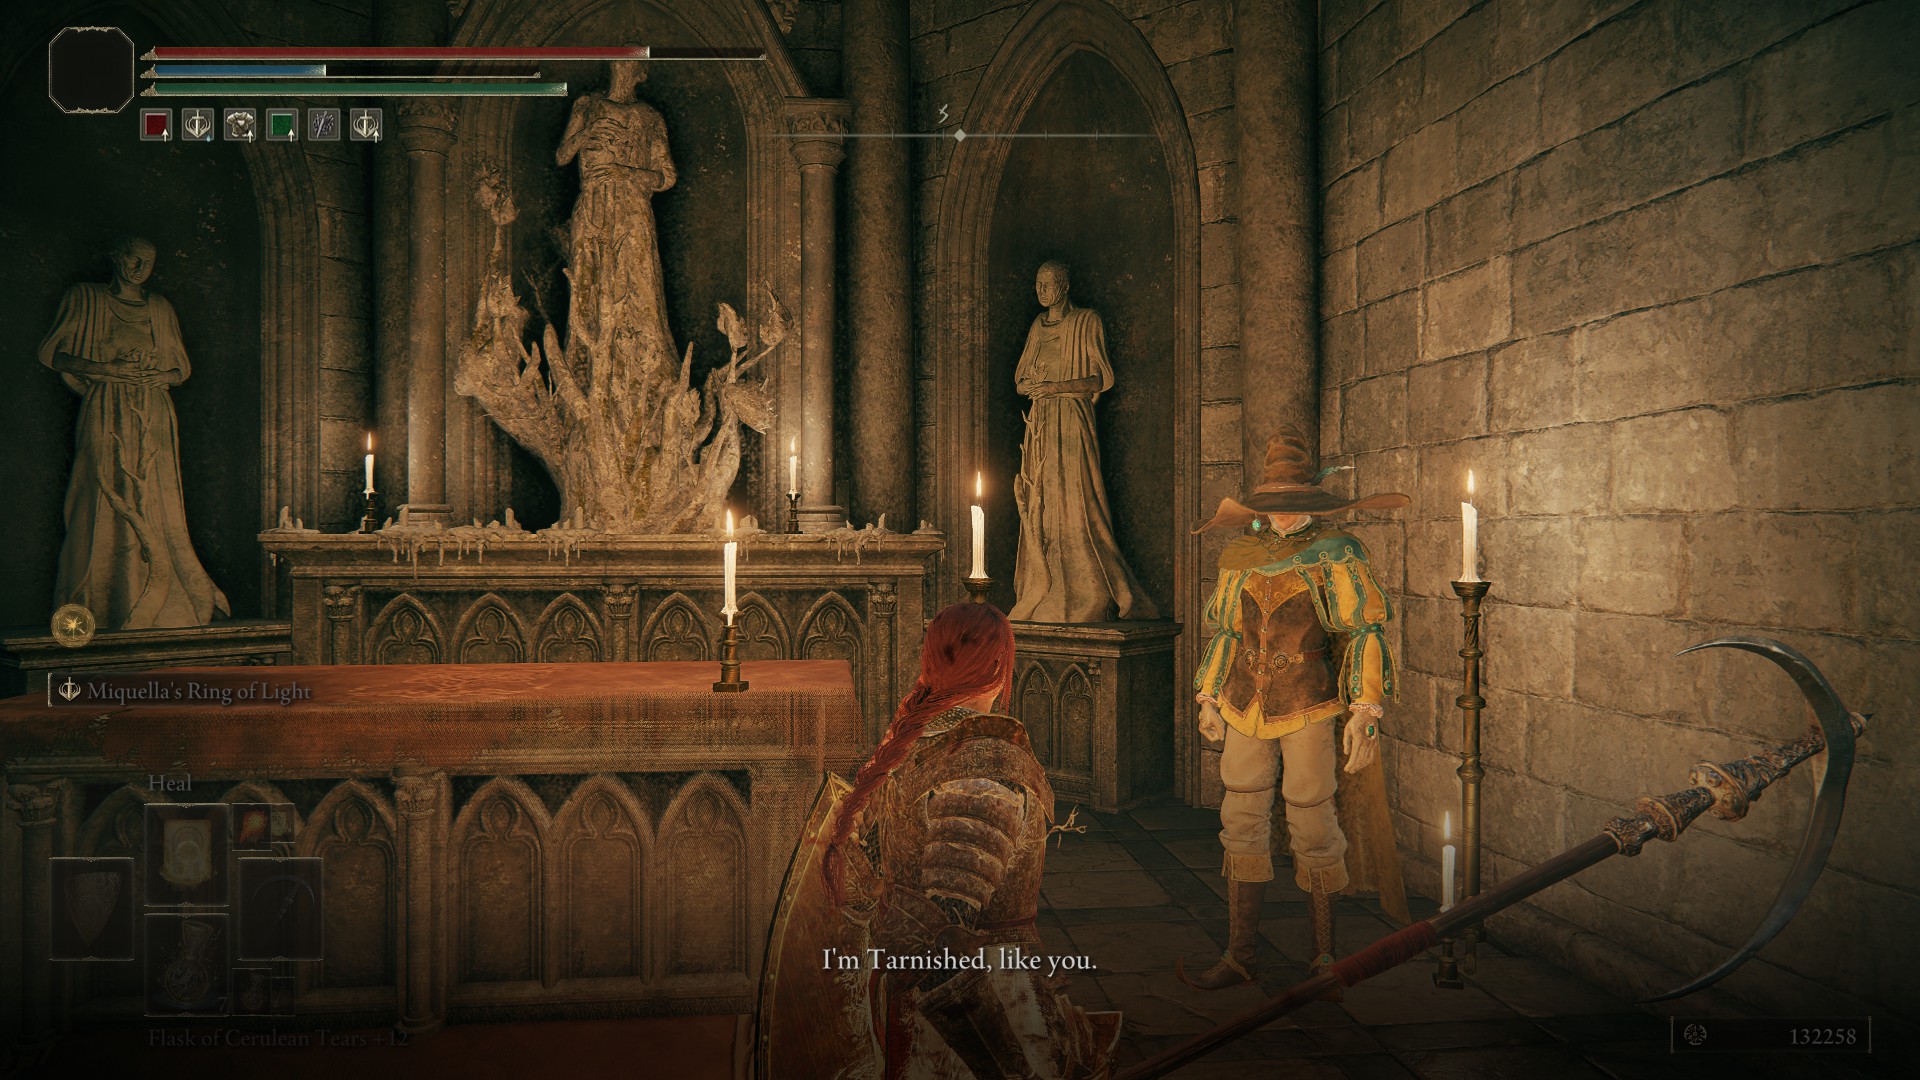 S
Miquella's Ring of Light
Heal
7
I'm Tarnished, like you.
Flask of Cerulean Tears +12
132258